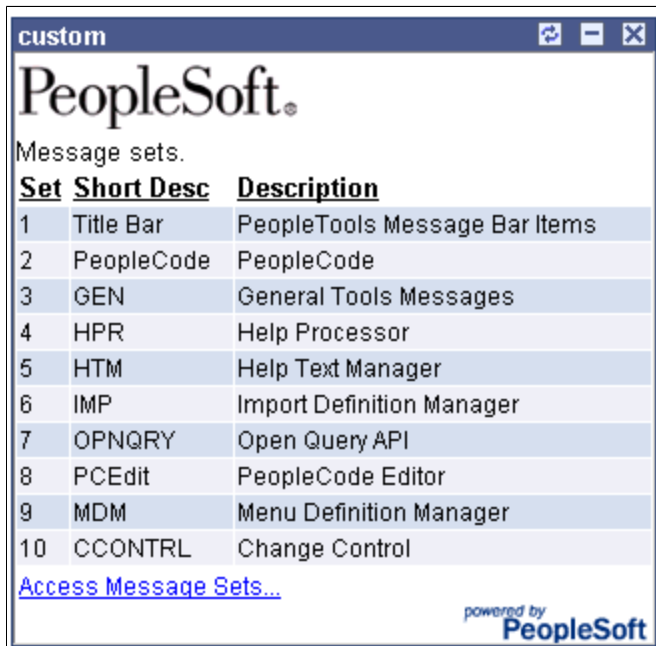 custom
PeopleSoft®
Message sets.
Set Short Desc Description
1 Title Bar PeopleTools Message Bar Items
2 PeopleCode PeopleCode
3 GEN General Tools Messages
4 HPR Help Processor
5 HTM Help Text Manager
6 IMP Import Definition Manager
7 OPNQRY Open Query API
8 PCEdit PeopleCode Editor
9 MDM Menu Definition Manager
10 CCONTRL Change Control
Access Message Sets...
powered by
PeopleSoft